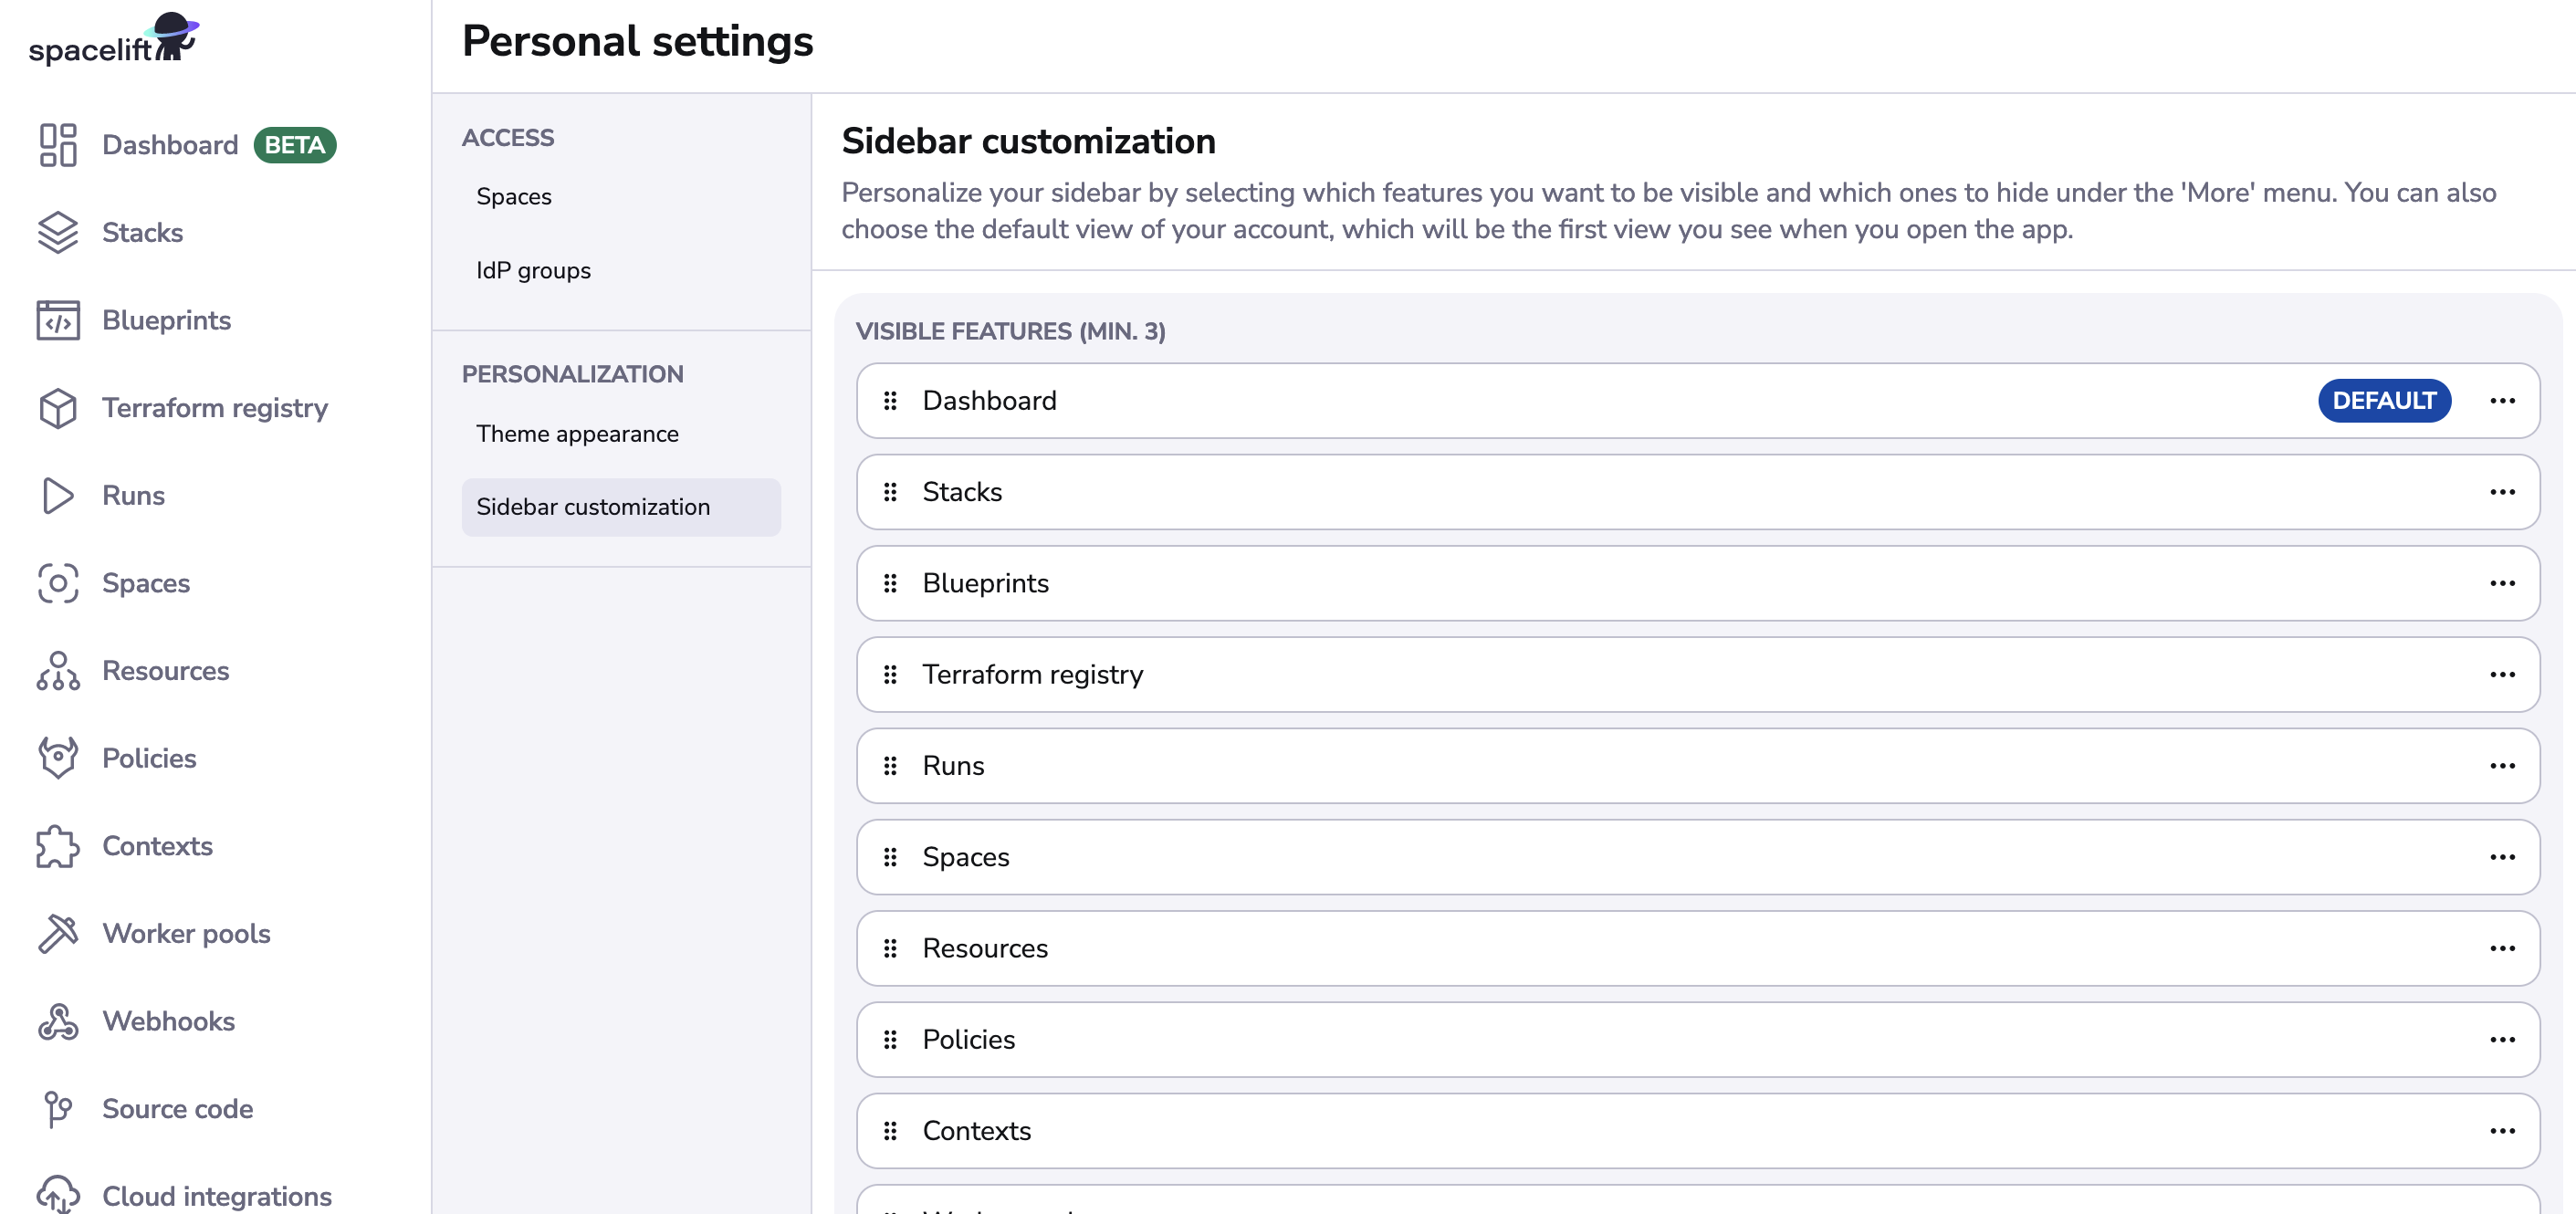 spacelift
Dashboard BETA
Stacks
Blueprints
Terraform registry
Runs
Spaces
Resources
Policies
Contexts
Worker pools
Webhooks
Source code
Cloud integrations
Personal settings
ACCESS
Spaces
IdP groups
PERSONALIZATION
Theme appearance
Sidebar customization
Sidebar customization
Personalize your sidebar by selecting which features you want to be visible and which ones to hide under the 'More' menu. You can also
choose the default view of your account, which will be the first view you see when you open the app.
VISIBLE FEATURES (MIN. 3)
Dashboard DEFAULT
Stacks
Blueprints
Terraform registry
Runs
Spaces
Resources
Policies
Contexts